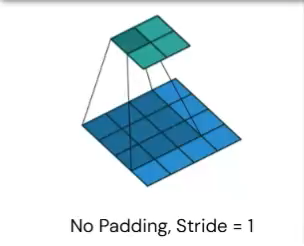 No Padding, Stride = 1